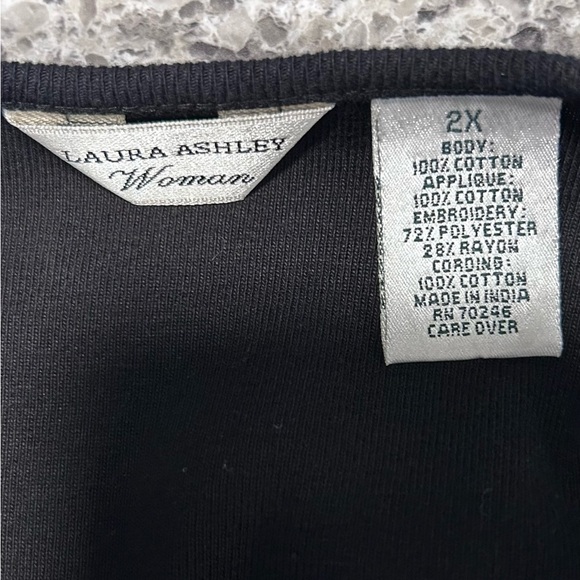 LAURA ASHLEY
Woman
2X
BODY:
100% COTTON
APPLIQUE:
100% COTTON
EMBROIDERY:
72% POLYESTER
28% RAYON
CORDING:
100% COTTON
MADE IN INDIA
RN 70246
CARE OVER